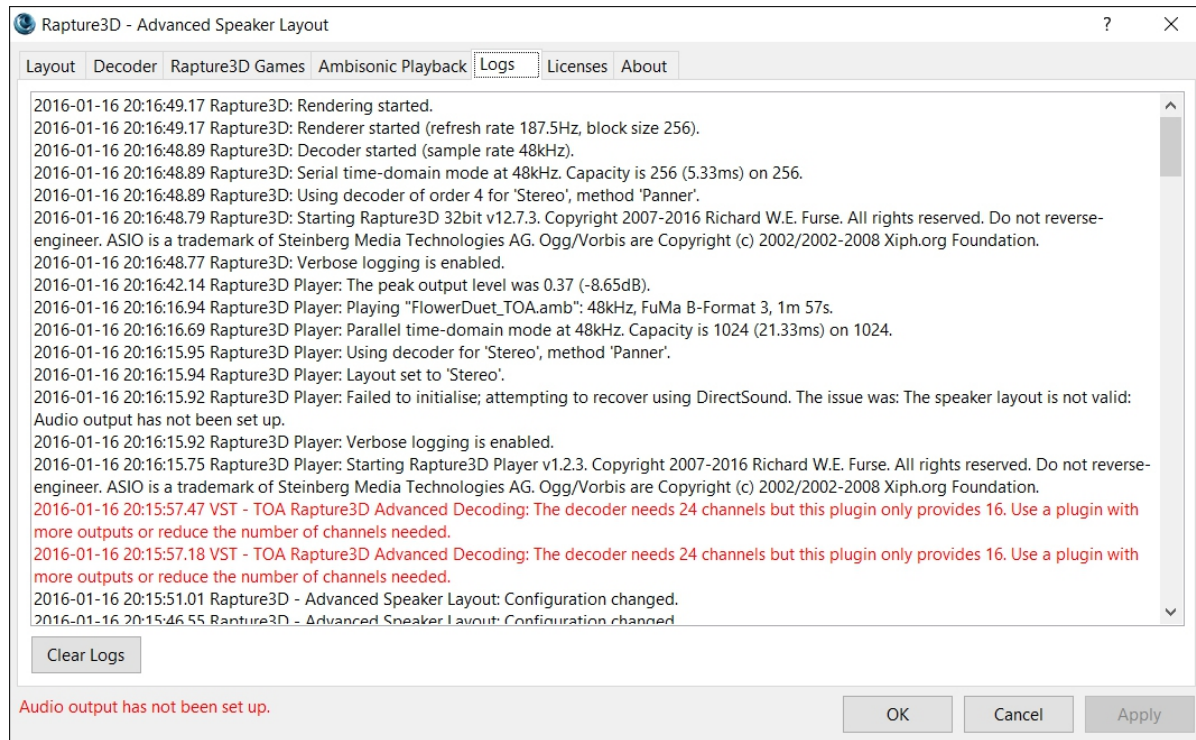 Rapture3D - Advanced Speaker Layout
?
Layout Decoder Rapture3D Games Ambisonic Playback Logs Licenses About
2016-01-16 20:16:49.17 Rapture3D: Rendering started.
2016-01-16 20:16:49.17 Rapture3D: Renderer started (refresh rate 187.5Hz, block size 256).
2016-01-16 20:16:48.89 Rapture3D: Decoder started (sample rate 48kHz).
2016-01-16 20:16:48.89 Rapture3D: Serial time-domain mode at 48kHz. Capacity is 256 (5.33ms) on 256.
2016-01-16 20:16:48.89 Rapture3D: Using decoder of order 4 for 'Stereo', method 'Panner'.
2016-01-16 20:16:48.79 Rapture3D: Starting Rapture3D 32bit v12.7.3. Copyright 2007-2016 Richard W.E. Furse. All rights reserved. Do not reverse-
engineer. ASIO is a trademark of Steinberg Media Technologies AG. Ogg/Vorbis are Copyright (c) 2002/2002-2008 Xiph.org Foundation.
2016-01-16 20:16:48.77 Rapture3D: Verbose logging is enabled.
2016-01-16 20:16:42.14 Rapture3D Player: The peak output level was 0.37 (-8.65dB).
2016-01-16 20:16:16.94 Rapture3D Player: Playing "FlowerDuet_TOA.amb": 48kHz, FuMa B-Format 3, 1m 57s.
2016-01-16 20:16:16.69 Rapture3D Player: Parallel time-domain mode at 48kHz. Capacity is 1024 (21.33ms) on 1024.
2016-01-16 20:16:15.95 Rapture3D Player: Using decoder for 'Stereo', method 'Panner'.
2016-01-16 20:16:15.94 Rapture3D Player: Layout set to 'Stereo'.
2016-01-16 20:16:15.92 Rapture3D Player: Failed to initialise; attempting to recover using DirectSound. The issue was: The speaker layout is not valid:
Audio output has not been set up.
2016-01-16 20:16:15.92 Rapture3D Player: Verbose logging is enabled.
2016-01-16 20:16:15.75 Rapture3D Player: Starting Rapture3D Player v1.2.3. Copyright 2007-2016 Richard W.E. Furse. All rights reserved. Do not reverse-
engineer. ASIO is a trademark of Steinberg Media Technologies AG. Ogg/Vorbis are Copyright (c) 2002/2002-2008 Xiph.org Foundation.
2016-01-16 20:15:57.47 VST - TOA Rapture3D Advanced Decoding: The decoder needs 24 channels but this plugin only provides 16. Use a plugin with
more outputs or reduce the number of channels needed.
2016-01-16 20:15:57.18 VST - TOA Rapture3D Advanced Decoding: The decoder needs 24 channels but this plugin only provides 16. Use a plugin with
more outputs or reduce the number of channels needed.
2016-01-16 20:15:51.01 Rapture3D - Advanced Speaker Layout: Configuration changed.
2016-01-16 20:15:46.55 Rapture3D - Advanced Speaker Layout: Configuration changed.
Clear Logs
Audio output has not been set up.
OK Cancel Apply